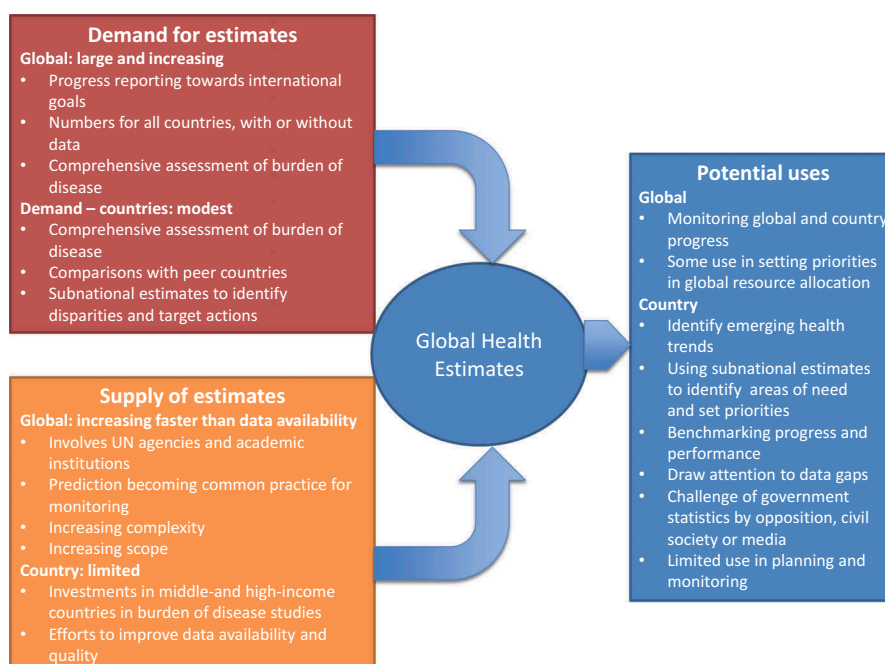 Demand for estimates
Global: large and increasing
• Progress reporting towards international
goals
• Numbers for all countries, with or without
data
• Comprehensive assessment of burden of
disease
Demand – countries: modest
• Comprehensive assessment of burden of
disease
• Comparisons with peer countries
• Subnational estimates to identify
disparities and target actions
Supply of estimates
Global: increasing faster than data availability
• Involves UN agencies and academic
institutions
• Prediction becoming common practice for
monitoring
• Increasing complexity
• Increasing scope
Country: limited
• Investments in middle-and high-income
countries in burden of disease studies
• Efforts to improve data availability and
quality
Global Health
Estimates
Potential uses
Global
• Monitoring global and country
progress
• Some use in setting priorities
in global resource allocation
Country
• Identify emerging health
trends
• Using subnational estimates
to identify areas of need
and set priorities
• Benchmarking progress and
performance
• Draw attention to data gaps
• Challenge of government
statistics by opposition, civil
society or media
• Limited use in planning and
monitoring